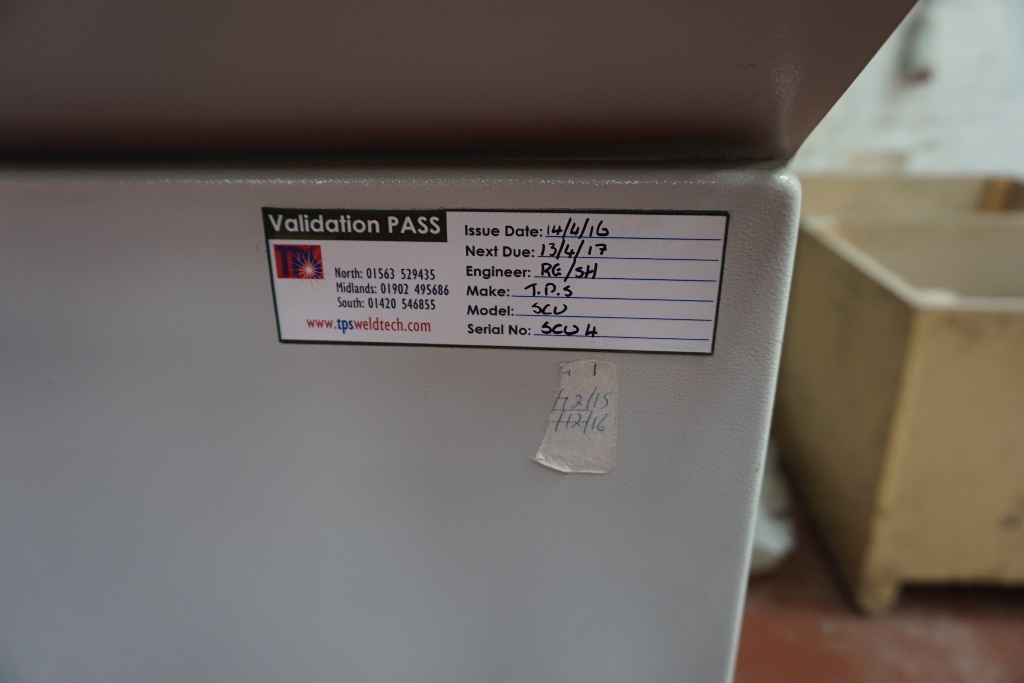 Validation PASS
TPS
North: 01563 529435
Midlands: 01902 495686
South: 01420 546855
www.tpsweldtech.com
Issue Date: 14/4/16
Next Due: 13/4/17
Engineer: RG/SH
Make: T.P.S
Model: SCU
Serial No: SCU 4
12/15
/12/16